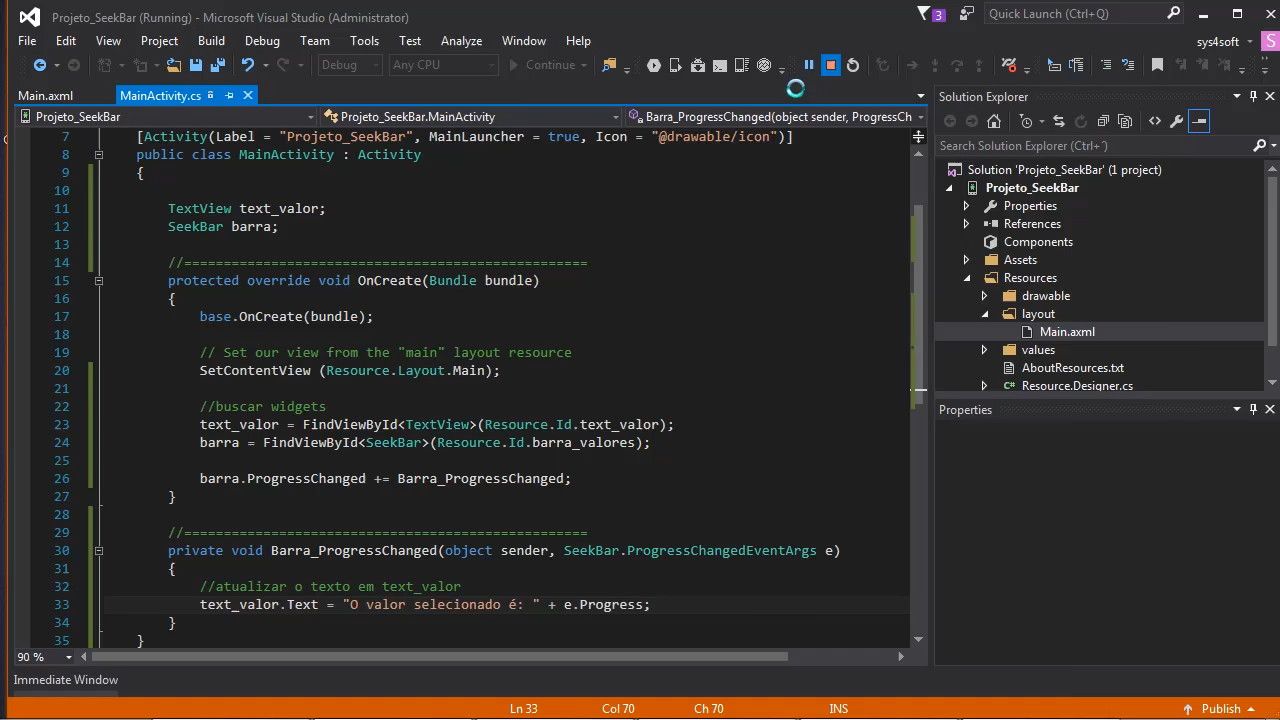 Projeto_SeekBar (Running) - Microsoft Visual Studio (Administrator)
3
Quick Launch (Ctrl+Q)
File Edit View Project Build Debug Team Tools Test Analyze Window Help
sys4soft
S
Debug Any CPU Continue
Main.axml MainActivity.cs
Projeto_SeekBar Projeto_SeekBar.MainActivity Barra_ProgressChanged(object sender, ProgressCh
7 [Activity(Label = "Projeto_SeekBar", MainLauncher = true, Icon = "@drawable/icon")]
8 public class MainActivity : Activity
9 {
10
11 TextView text_valor;
12 SeekBar barra;
13
14 //===================================================
15 protected override void OnCreate(Bundle bundle)
16 {
17 base.OnCreate(bundle);
18
19 // Set our view from the "main" layout resource
20 SetContentView (Resource.Layout.Main);
21
22 //buscar widgets
23 text_valor = FindViewById<TextView>(Resource.Id.text_valor);
24 barra = FindViewById<SeekBar>(Resource.Id.barra_valores);
25
26 barra.ProgressChanged += Barra_ProgressChanged;
27 }
28
29 //===================================================
30 private void Barra_ProgressChanged(object sender, SeekBar.ProgressChangedEventArgs e)
31 {
32 //atualizar o texto em text_valor
33 text_valor.Text = "O valor selecionado é: " + e.Progress;
34 }
35 }
90 %
Immediate Window
Ln 33 Col 70 Ch 70 INS Publish
Solution Explorer
Search Solution Explorer (Ctrl+´)
Solution 'Projeto_SeekBar' (1 project)
Projeto_SeekBar
Properties
References
Components
Assets
Resources
drawable
layout
Main.axml
values
AboutResources.txt
Resource.Designer.cs
Properties